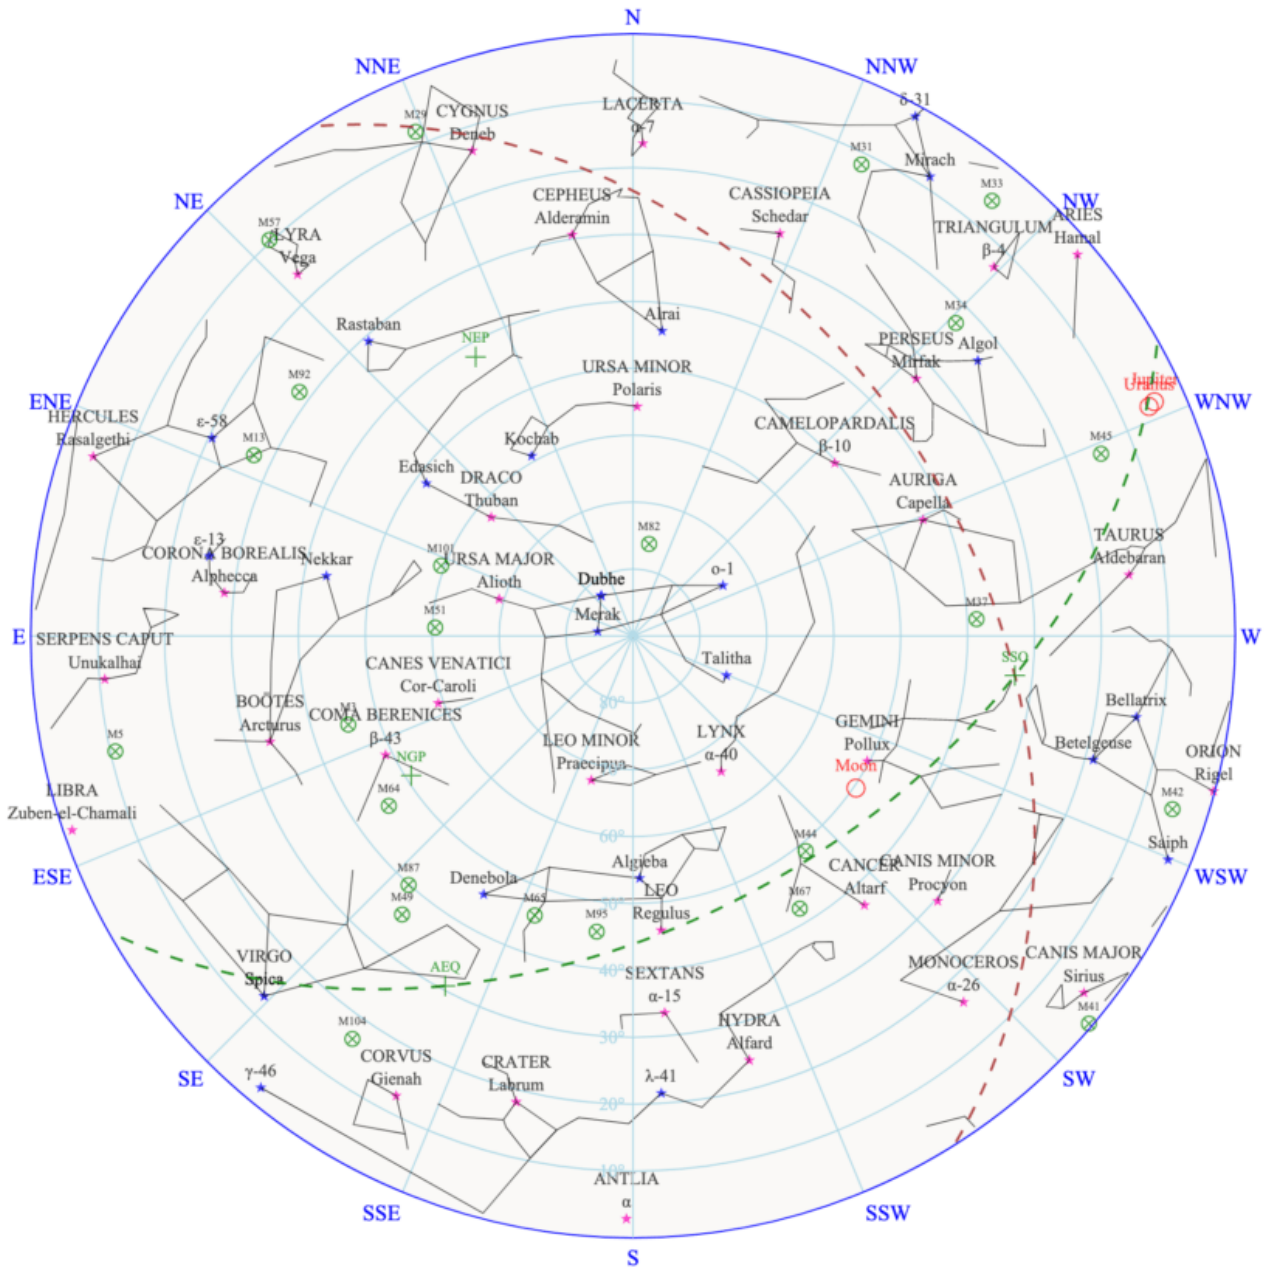 N
NNE
NNW
LACERTA
α-7
δ-31
M29
CYGNUS
Deneb
M31
Mirach
M33
NE
NW
CEPHEUS
Alderamin
CASSIOPEIA
Schedar
ARIES
Hamal
TRIANGULUM
β-4
M57
LYRA
Vega
Rastaban
NEP
Alrai
M34
PERSEUS
Mirfak
Algol
M92
URSA MINOR
Polaris
Jupiter
Uranus
ENE
WNW
HERCULES
Rasalgethi
ε-58
M13
Kochab
CAMELOPARDALIS
β-10
M45
Edasich
DRACO
Thuban
AURIGA
Capella
ε-13
CORONA BOREALIS
Alphecca
Nekkar
M101
URSA MAJOR
Alioth
M82
Dubhe
ο-1
TAURUS
Aldebaran
M51
Merak
M37
E
W
SERPENS CAPUT
Unukalhai
CANES VENATICI
Cor-Caroli
Talitha
SSO
80°
BOÖTES
Arcturus
M3
COMA BERENICES
β-43
NGP
LEO MINOR
Praecipua
LYNX
α-40
GEMINI
Pollux
Moon
Bellatrix
Betelgeuse
ORION
Rigel
M5
LIBRA
Zuben-el-Chamali
M64
M42
60°
M44
Saiph
ESE
WSW
M87
M49
Denebola
Algieba
LEO
Regulus
CANCER
Altarf
CANIS MINOR
Procyon
M65
50°
M67
M95
VIRGO
Spica
AEQ
40°
SEXTANS
α-15
MONOCEROS
α-26
CANIS MAJOR
Sirius
M41
M104
30°
HYDRA
Alfard
SE
SW
γ-46
CORVUS
Gienah
CRATER
Labrum
λ-41
20°
10°
ANTLIA
α
SSE
SSW
S